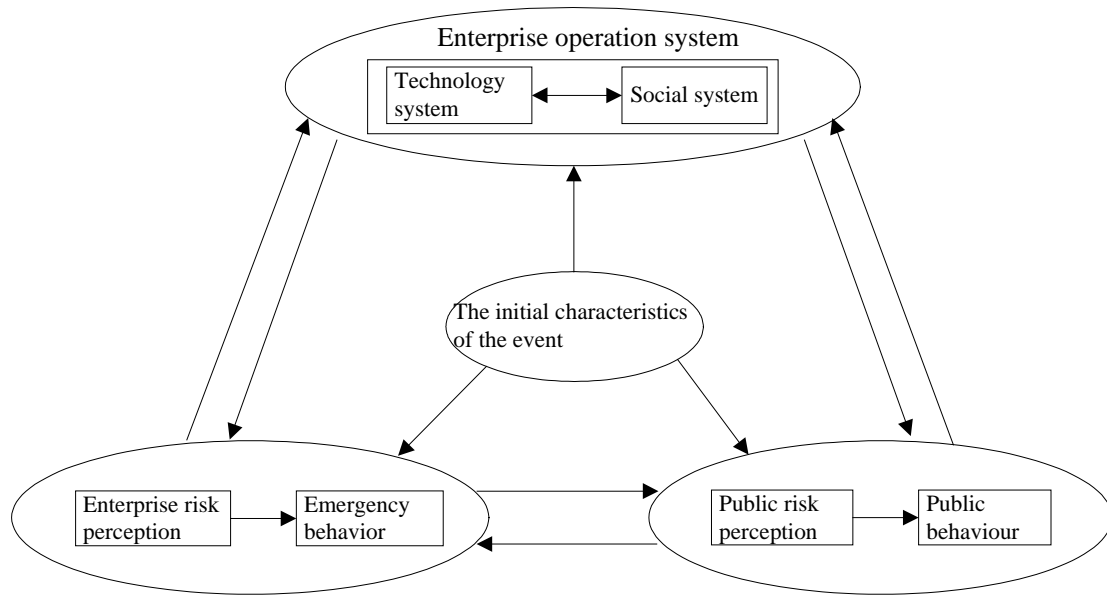 Enterprise operation system
Technology
system
Social system
The initial characteristics
of the event
Enterprise risk
perception
Emergency
behavior
Public risk
perception
Public
behaviour